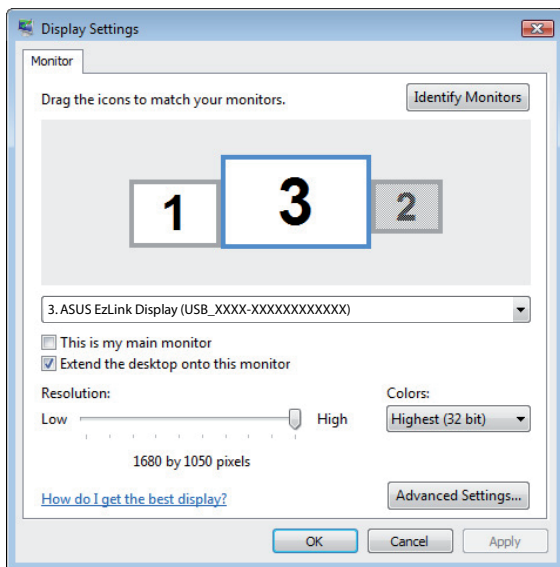 Display Settings
Monitor
Drag the icons to match your monitors.
Identify Monitors
1
3
2
3. ASUS EzLink Display (USB_XXXX-XXXXXXXXXXXX)
This is my main monitor
Extend the desktop onto this monitor
Resolution:
Colors:
Low
High
Highest (32 bit)
1680 by 1050 pixels
How do I get the best display?
Advanced Settings...
OK
Cancel
Apply